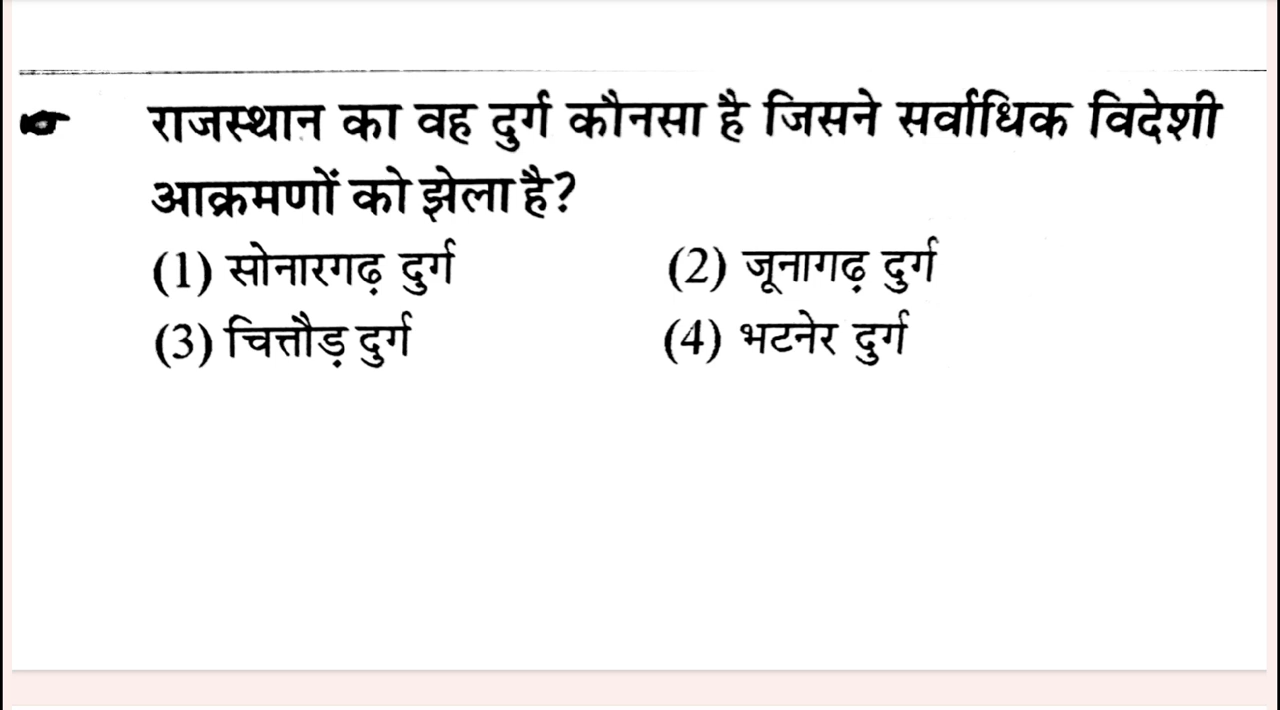 राजस्थान का वह दुर्ग कौनसा है जिसने सर्वाधिक विदेशी
आक्रमणों को झेला है?
(1) सोनारगढ़ दुर्ग (2) जूनागढ़ दुर्ग
(3) चित्तौड़ दुर्ग (4) भटनेर दुर्ग